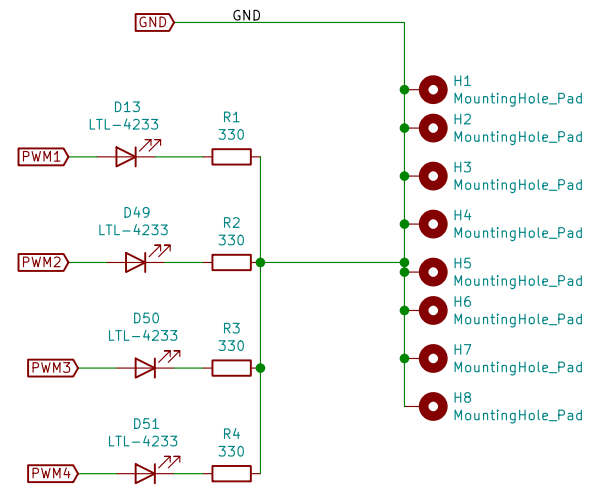 GND
GND
H1
MountingHole_Pad
H2
MountingHole_Pad
D13
LTL-4233
R1
330
PWM1
H3
MountingHole_Pad
D49
LTL-4233
R2
330
H4
MountingHole_Pad
PWM2
H5
MountingHole_Pad
H6
MountingHole_Pad
D50
LTL-4233
R3
330
PWM3
H7
MountingHole_Pad
H8
MountingHole_Pad
D51
LTL-4233
R4
330
PWM4